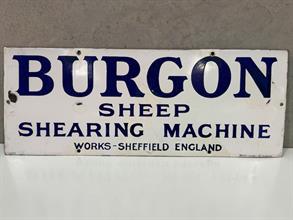 BURGON
SHEEP
SHEARING MACHINE
WORKS-SHEFFIELD ENGLAND